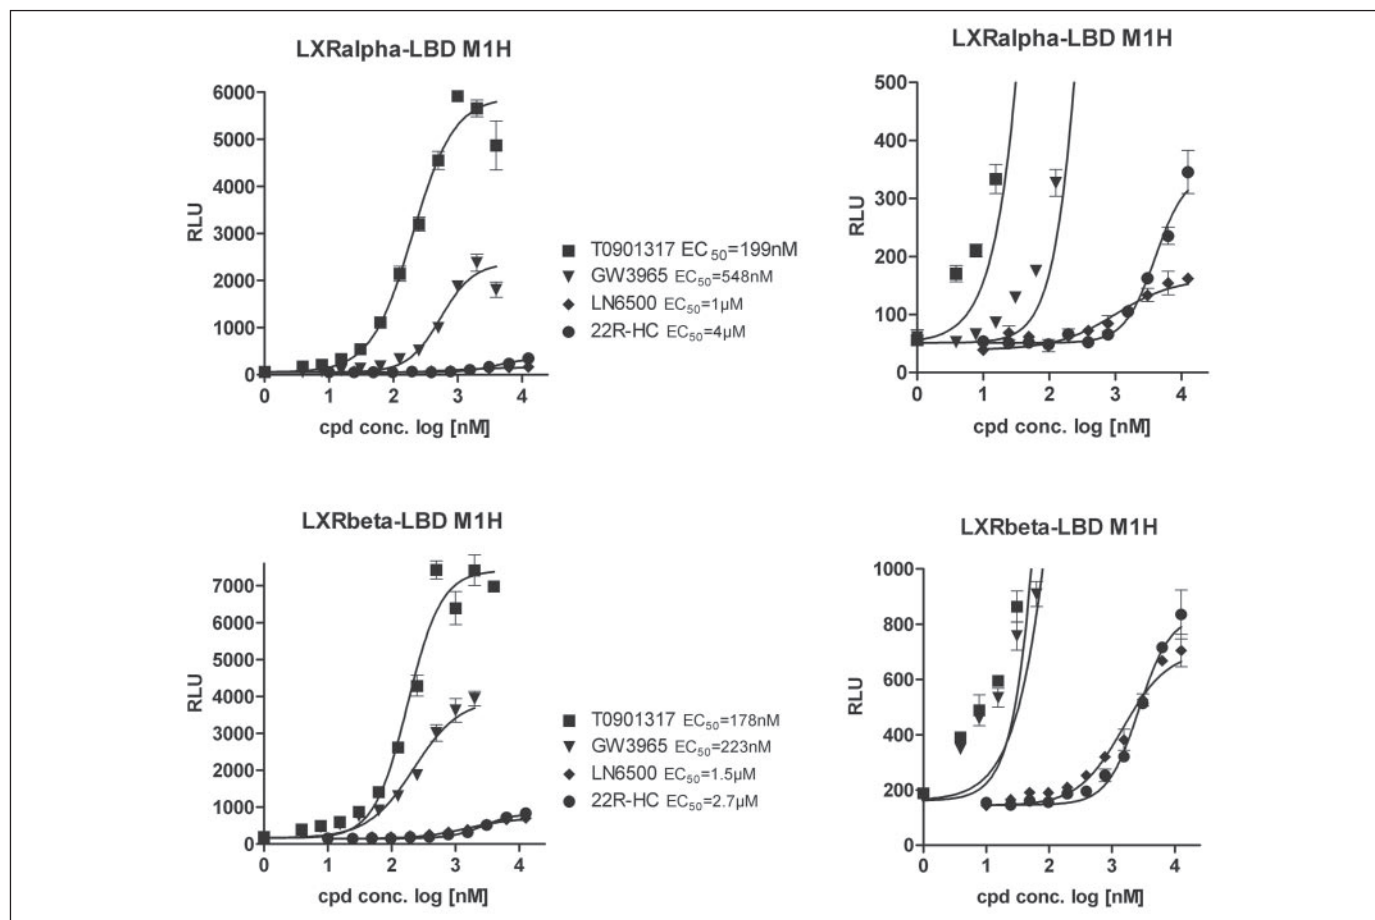 LXRalpha-LBD M1H
6000
5000
4000
3000
2000
1000
0
RLU
0 1 2 3 4
cpd conc. log [nM]
T0901317 EC50=199nM
GW3965 EC50=548nM
LN6500 EC50=1µM
22R-HC EC50=4µM
LXRalpha-LBD M1H
500
400
300
200
100
0
RLU
0 1 2 3 4
cpd conc. log [nM]
LXRbeta-LBD M1H
7000
6000
5000
4000
3000
2000
1000
0
RLU
0 1 2 3 4
cpd conc. log [nM]
T0901317 EC50=178nM
GW3965 EC50=223nM
LN6500 EC50=1.5µM
22R-HC EC50=2.7µM
LXRbeta-LBD M1H
1000
800
600
400
200
0
RLU
0 1 2 3 4
cpd conc. log [nM]